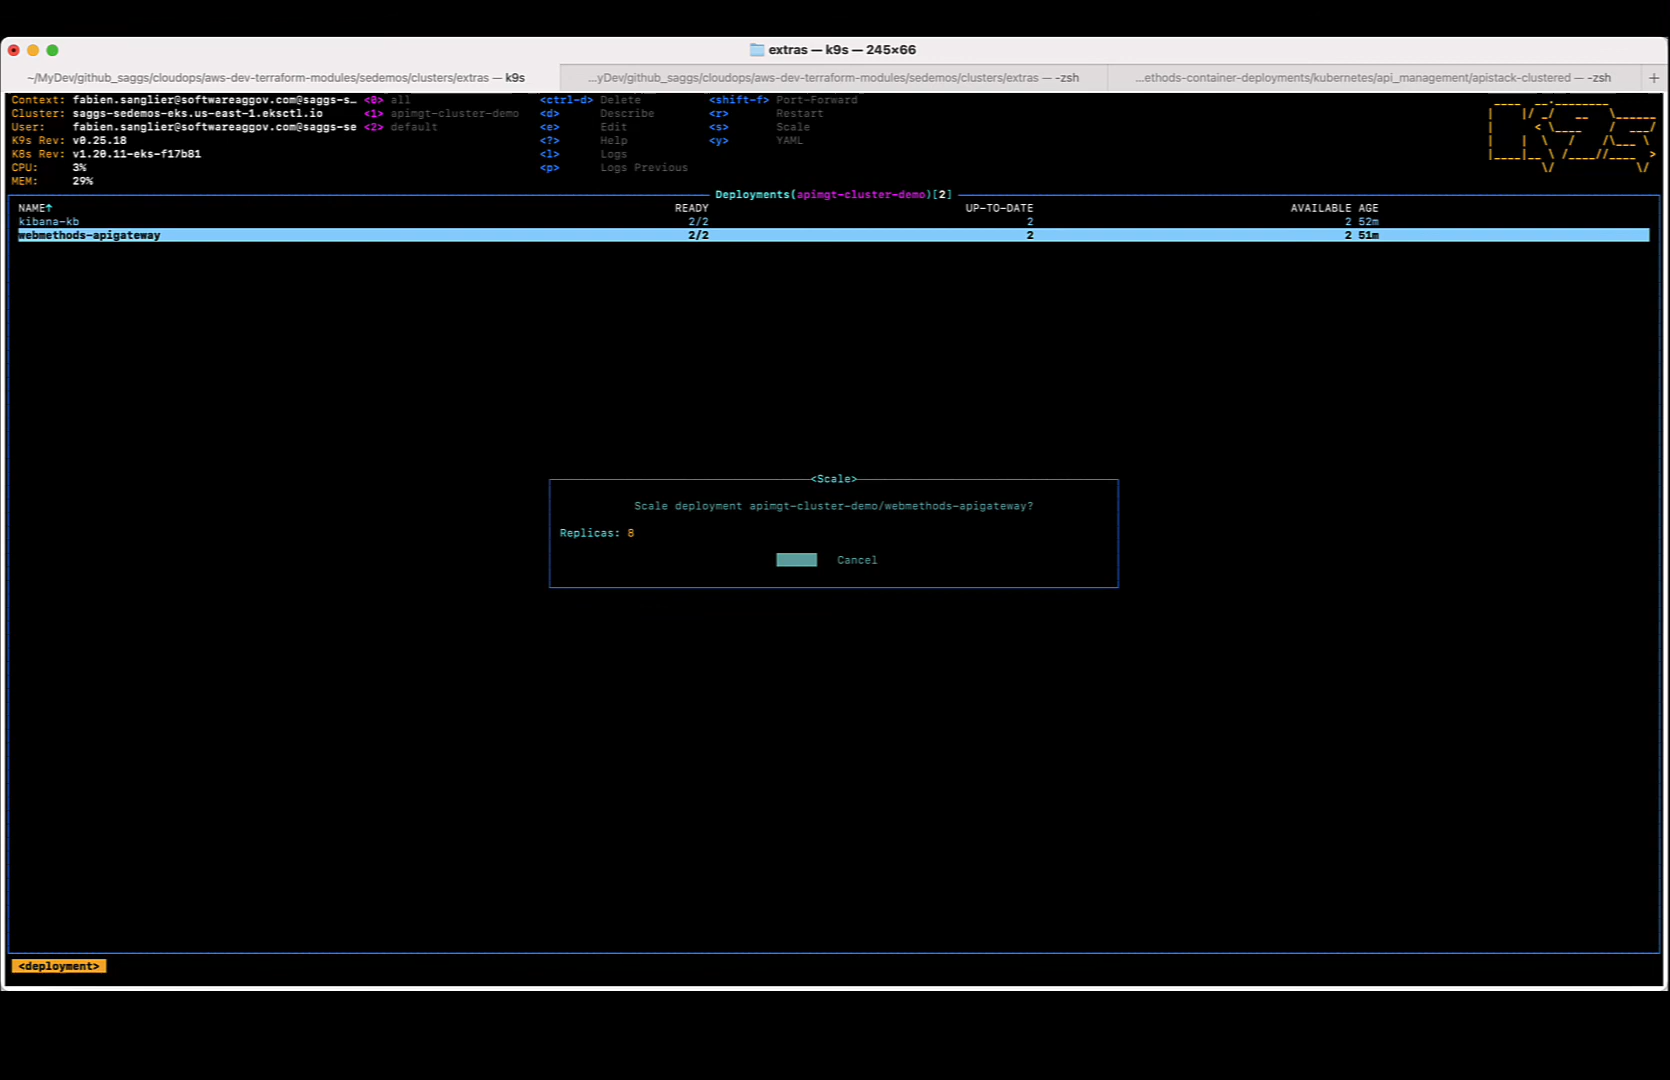 extras — k9s — 245×66
~/MyDev/github_saggs/cloudops/aws-dev-terraform-modules/sedemos/clusters/extras — k9s
...yDev/github_saggs/cloudops/aws-dev-terraform-modules/sedemos/clusters/extras — -zsh
...ethods-container-deployments/kubernetes/api_management/apistack-clustered — -zsh
+
Context: fabien.sanglier@softwareaggov.com@saggs-s… <0> all <ctrl-d> Delete <shift-f> Port-Forward
Cluster: saggs-sedemos-eks.us-east-1.eksctl.io <1> apimgt-cluster-demo <d> Describe <r> Restart
User: fabien.sanglier@softwareaggov.com@saggs-se <2> default <e> Edit <s> Scale
K9s Rev: v0.25.18 <?> Help <y> YAML
K8s Rev: v1.20.11-eks-f17b81 <l> Logs
CPU: 3% <p> Logs Previous
MEM: 29%
Deployments(apimgt-cluster-demo)[2]
NAME↑ READY UP-TO-DATE AVAILABLE AGE
kibana-kb 2/2 2 2 52m
webmethods-apigateway 2/2 2 2 51m
<Scale>
Scale deployment apimgt-cluster-demo/webmethods-apigateway?
Replicas: 8
Cancel
<deployment>